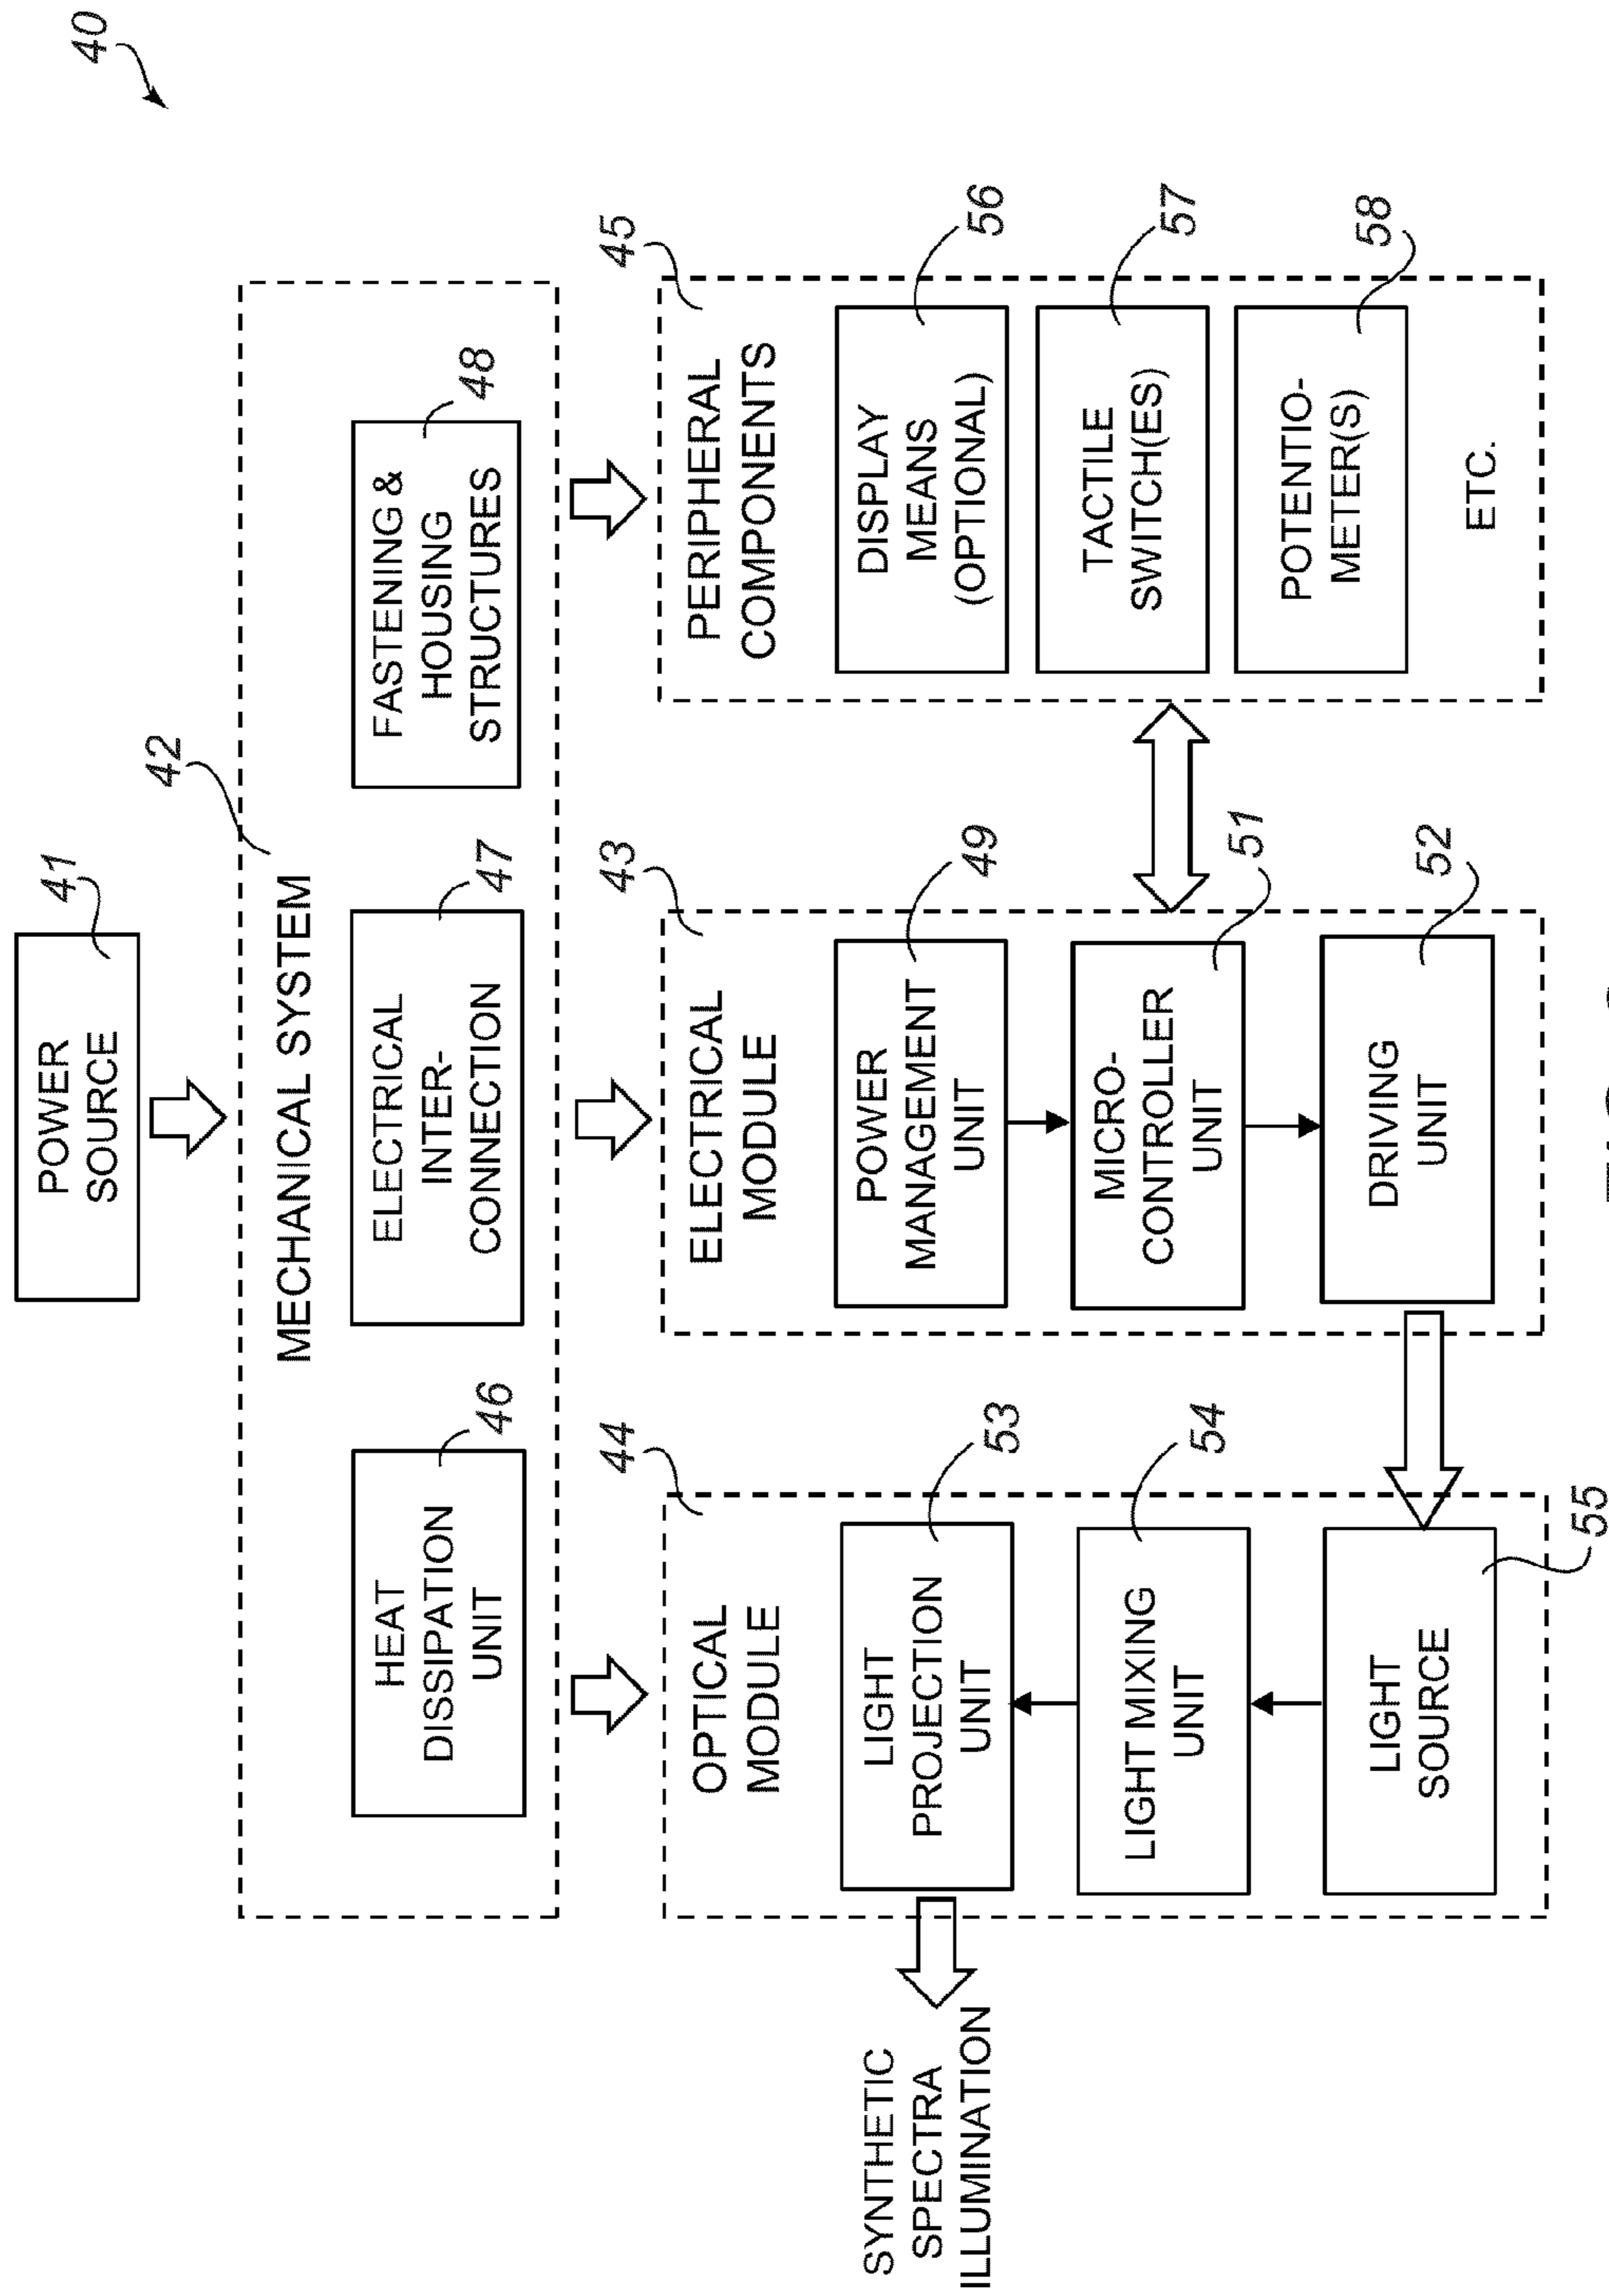 40
41
POWER
SOURCE
42
MECHANICAL SYSTEM
46
HEAT
DISSIPATION
UNIT
47
ELECTRICAL
INTER-
CONNECTION
48
FASTENING &
HOUSING
STRUCTURES
44
OPTICAL
MODULE
53
LIGHT
PROJECTION
UNIT
54
LIGHT MIXING
UNIT
LIGHT
SOURCE
55
SYNTHETIC
SPECTRA
ILLUMINATION
43
ELECTRICAL
MODULE
49
POWER
MANAGEMENT
UNIT
51
MICRO-
CONTROLLER
UNIT
52
DRIVING
UNIT
45
PERIPHERAL
COMPONENTS
56
DISPLAY
MEANS
(OPTIONAL)
57
TACTILE
SWITCH(ES)
58
POTENTIO-
METER(S)
ETC.